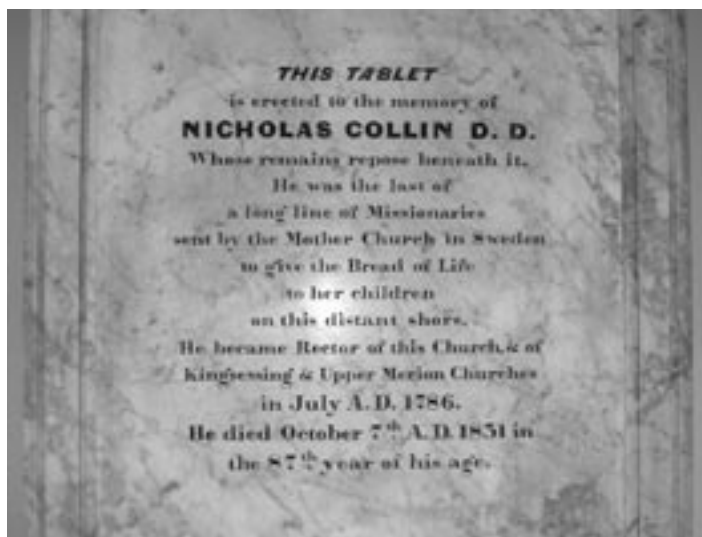 THIS TABLET
is erected to the memory of
NICHOLAS COLLIN D. D.
Whose remains repose beneath it.
He was the last of
a long line of Missionaries
sent by the Mother Church in Sweden
to give the Bread of Life
to her children
on this distant shore.
He became Rector of this Church, & of
Kingsessing & Upper Merion Churches
in July A.D. 1786.
He died October 7th A.D. 1831 in
the 87th year of his age.